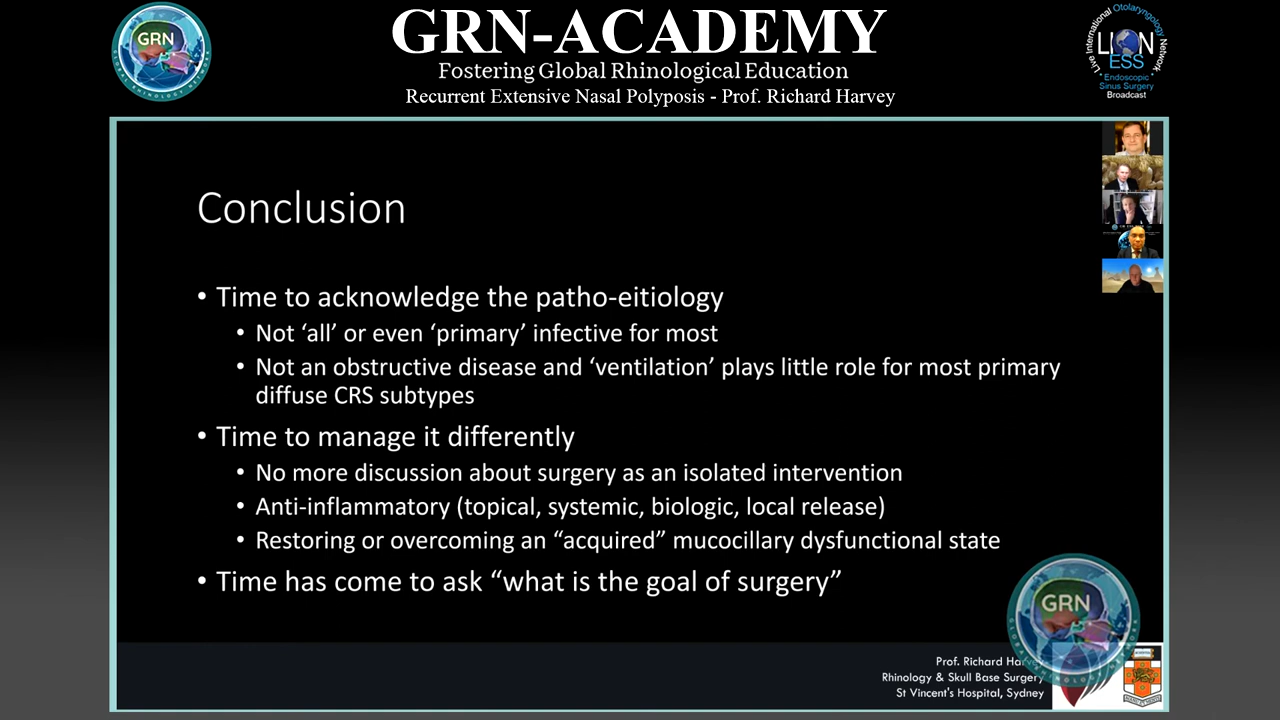 GRN
GRN-ACADEMY
Fostering Global Rhinological Education
Recurrent Extensive Nasal Polyposis - Prof. Richard Harvey
Live International Otolaryngology Network
LION
ESS
• Endoscopic •
Sinus Surgery
Broadcast
Conclusion
• Time to acknowledge the patho-eitiology
• Not ‘all’ or even ‘primary’ infective for most
• Not an obstructive disease and ‘ventilation’ plays little role for most primary
diffuse CRS subtypes
• Time to manage it differently
• No more discussion about surgery as an isolated intervention
• Anti-inflammatory (topical, systemic, biologic, local release)
• Restoring or overcoming an “acquired” mucocillary dysfunctional state
• Time has come to ask “what is the goal of surgery”
GRN
GLOBAL RHINOLOGY NETWORK
Prof. Richard Harvey
Rhinology & Skull Base Surgery
St Vincent's Hospital, Sydney